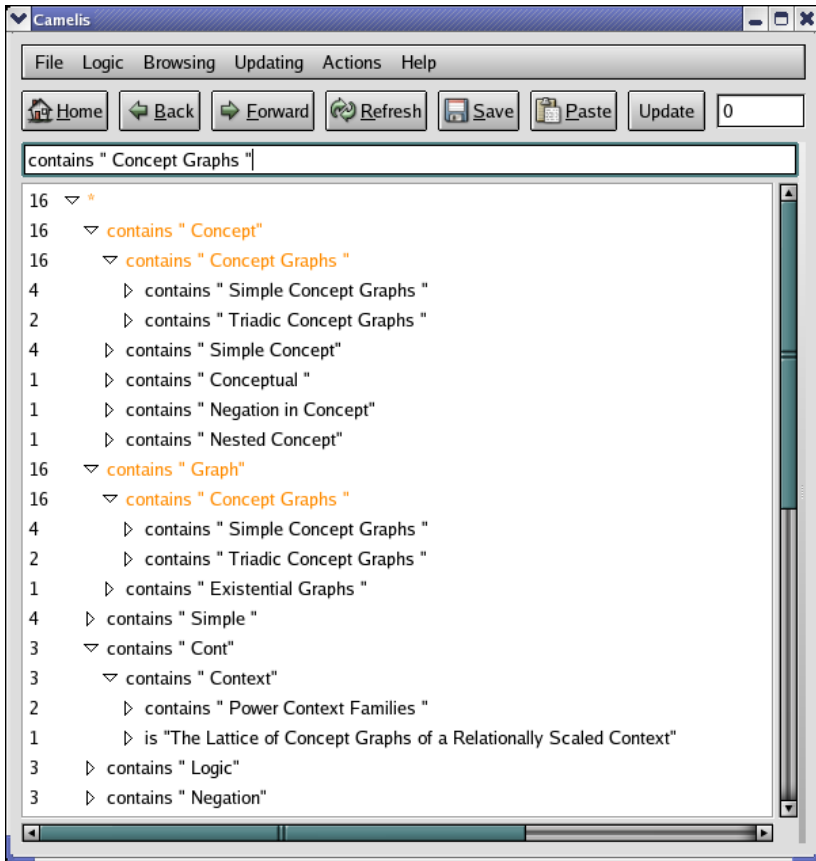 Camelis
File Logic Browsing Updating Actions Help
Home Back Forward Refresh Save Paste Update 0
contains " Concept Graphs "
16 *
16 contains " Concept"
16 contains " Concept Graphs "
4 contains " Simple Concept Graphs "
2 contains " Triadic Concept Graphs "
4 contains " Simple Concept"
1 contains " Conceptual "
1 contains " Negation in Concept"
1 contains " Nested Concept"
16 contains " Graph"
16 contains " Concept Graphs "
4 contains " Simple Concept Graphs "
2 contains " Triadic Concept Graphs "
1 contains " Existential Graphs "
4 contains " Simple "
3 contains " Cont"
3 contains " Context"
2 contains " Power Context Families "
1 is "The Lattice of Concept Graphs of a Relationally Scaled Context"
3 contains " Logic"
3 contains " Negation"